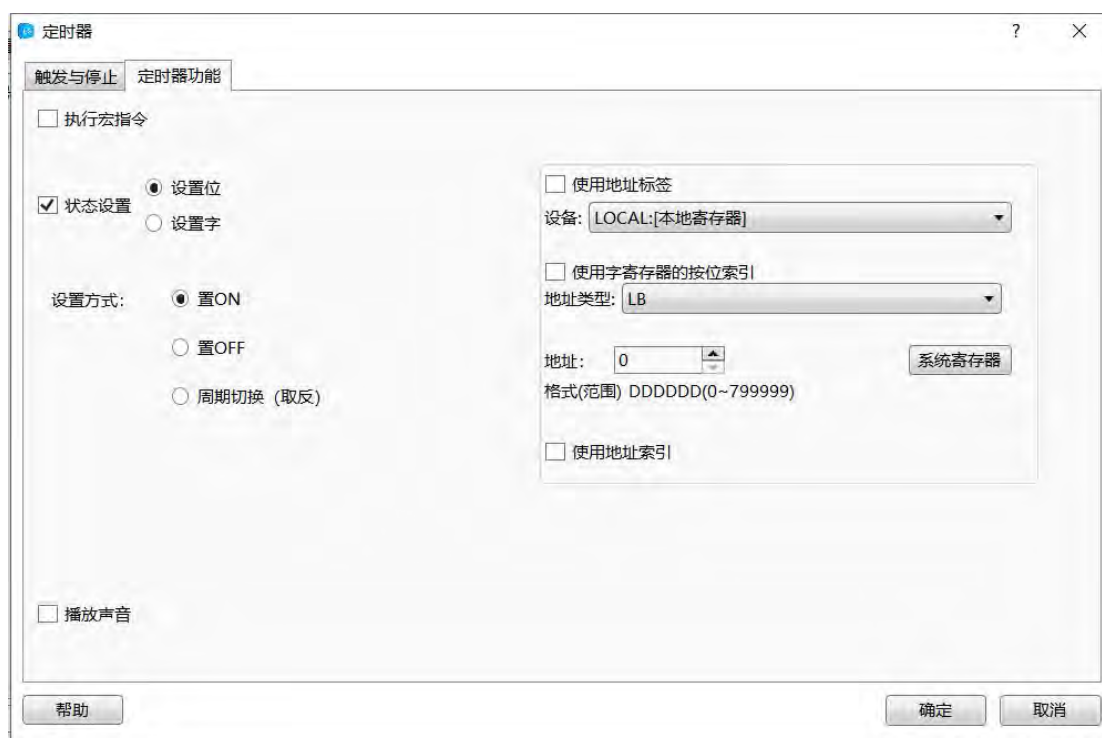 定时器
?
触发与停止 定时器功能
执行宏指令
状态设置
设置位
设置字
设置方式:
置ON
置OFF
周期切换(取反)
使用地址标签
设备: LOCAL:[本地寄存器]
使用字寄存器的按位索引
地址类型: LB
地址: 0 系统寄存器
格式(范围) DDDDDD(0~799999)
使用地址索引
播放声音
帮助 确定 取消